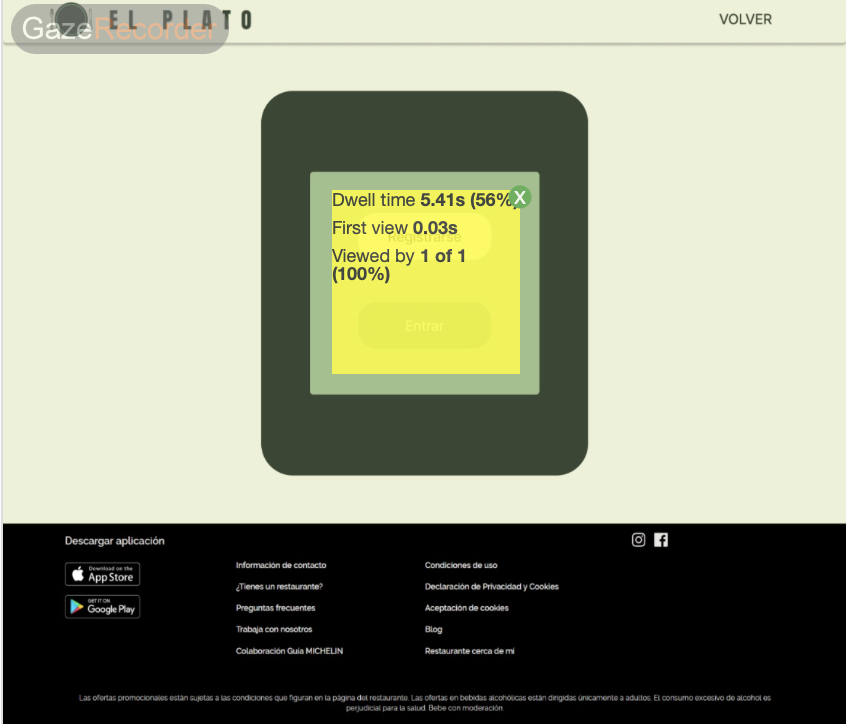 GazeRecorder
EL PLATO
VOLVER
Dwell time 5.41s (56%)
X
First view 0.03s
Registrarse
Viewed by 1 of 1
(100%)
Entrar
Descargar aplicación
Download on the
App Store
GET IT ON
Google Play
Información de contacto
¿Tienes un restaurante?
Preguntas frecuentes
Trabaja con nosotros
Colaboración Guía MICHELIN
Condiciones de uso
Declaración de Privacidad y Cookies
Aceptación de cookies
Blog
Restaurante cerca de mí
Las ofertas promocionales están sujetas a las condiciones que figuran en la página del restaurante. Las ofertas en bebidas alcohólicas están dirigidas únicamente a adultos. El consumo excesivo de alcohol es
perjudicial para la salud. Bebe con moderación.